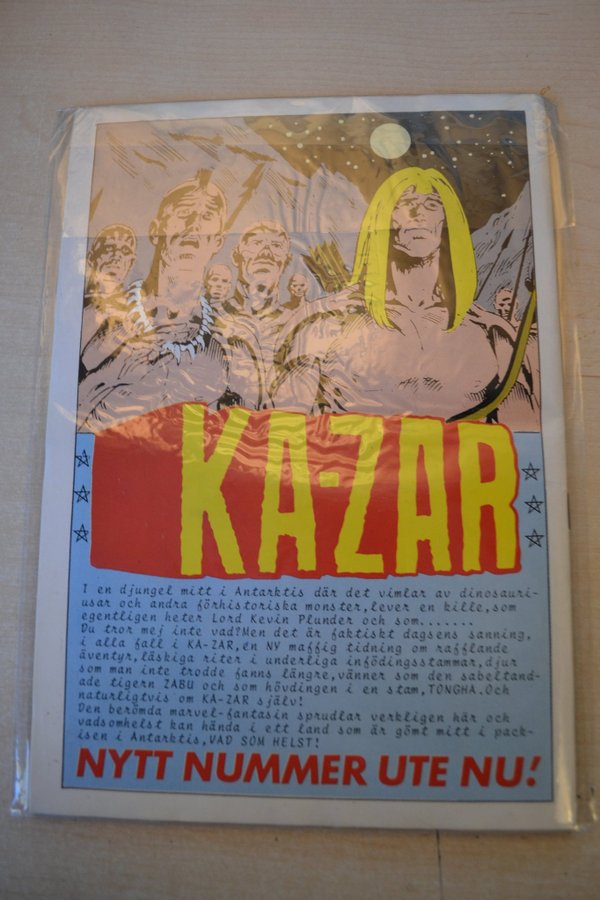 KA-ZAR
I en djungel mitt i Antarktis där det vimlar av dinosauri-
usar och andra förhistoriska monster,lever en kille,som
egentligen heter Lord Kevin Plunder och som.......
Du tror mej inte vad?Men det är faktiskt dagsens sanning,
i alla fall i KA-ZAR,en NY maffig tidning om rafflande
äventyr,läskiga riter i underliga infödingsstammar,djur
som man inte trodde fanns längre,vänner som den sabeltand-
ade tigern ZABU och som hövdingen i en stam,TONGHA.Och
naturligtvis om KA-ZAR själv!
Den berömda marvel-fantasin sprudlar verkligen här och
vadsomhelst kan hända i ett land som är gömt mitt i pack-
isen i Antarktis,VAD SOM HELST!
NYTT NUMMER UTE NU!